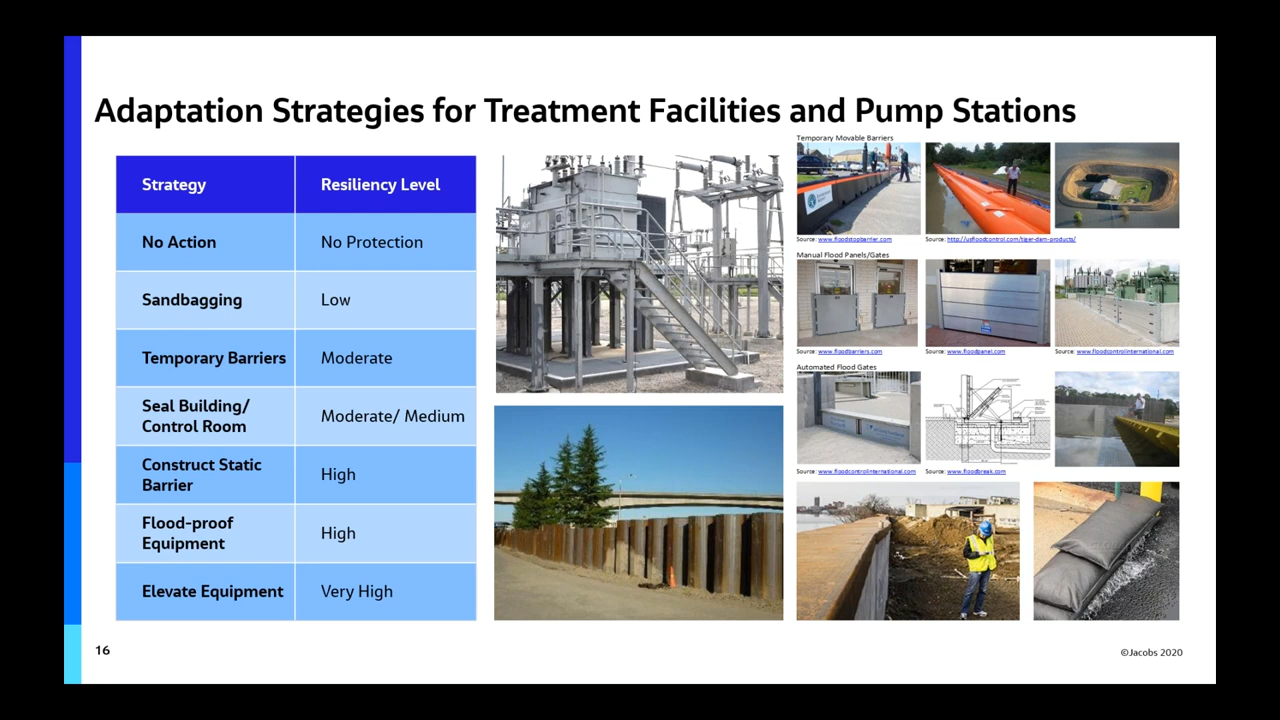 Adaptation Strategies for Treatment Facilities and Pump Stations
Strategy Resiliency Level
No Action No Protection
Sandbagging Low
Temporary Barriers Moderate
Seal Building/
Control Room
Moderate/ Medium
Construct Static
Barrier
High
Flood-proof
Equipment
High
Elevate Equipment Very High
Temporary Movable Barriers
Source: www.floodstopbarrier.com
Source: http://usfloodcontrol.com/tiger-dam-products/
Manual Flood Panels/Gates
Source: www.floodbarriers.com
Source: www.floodpanel.com
Source: www.floodcontrolinternational.com
Automated Flood Gates
Source: www.floodcontrolinternational.com
Source: www.floodbreak.com
16
©Jacobs 2020